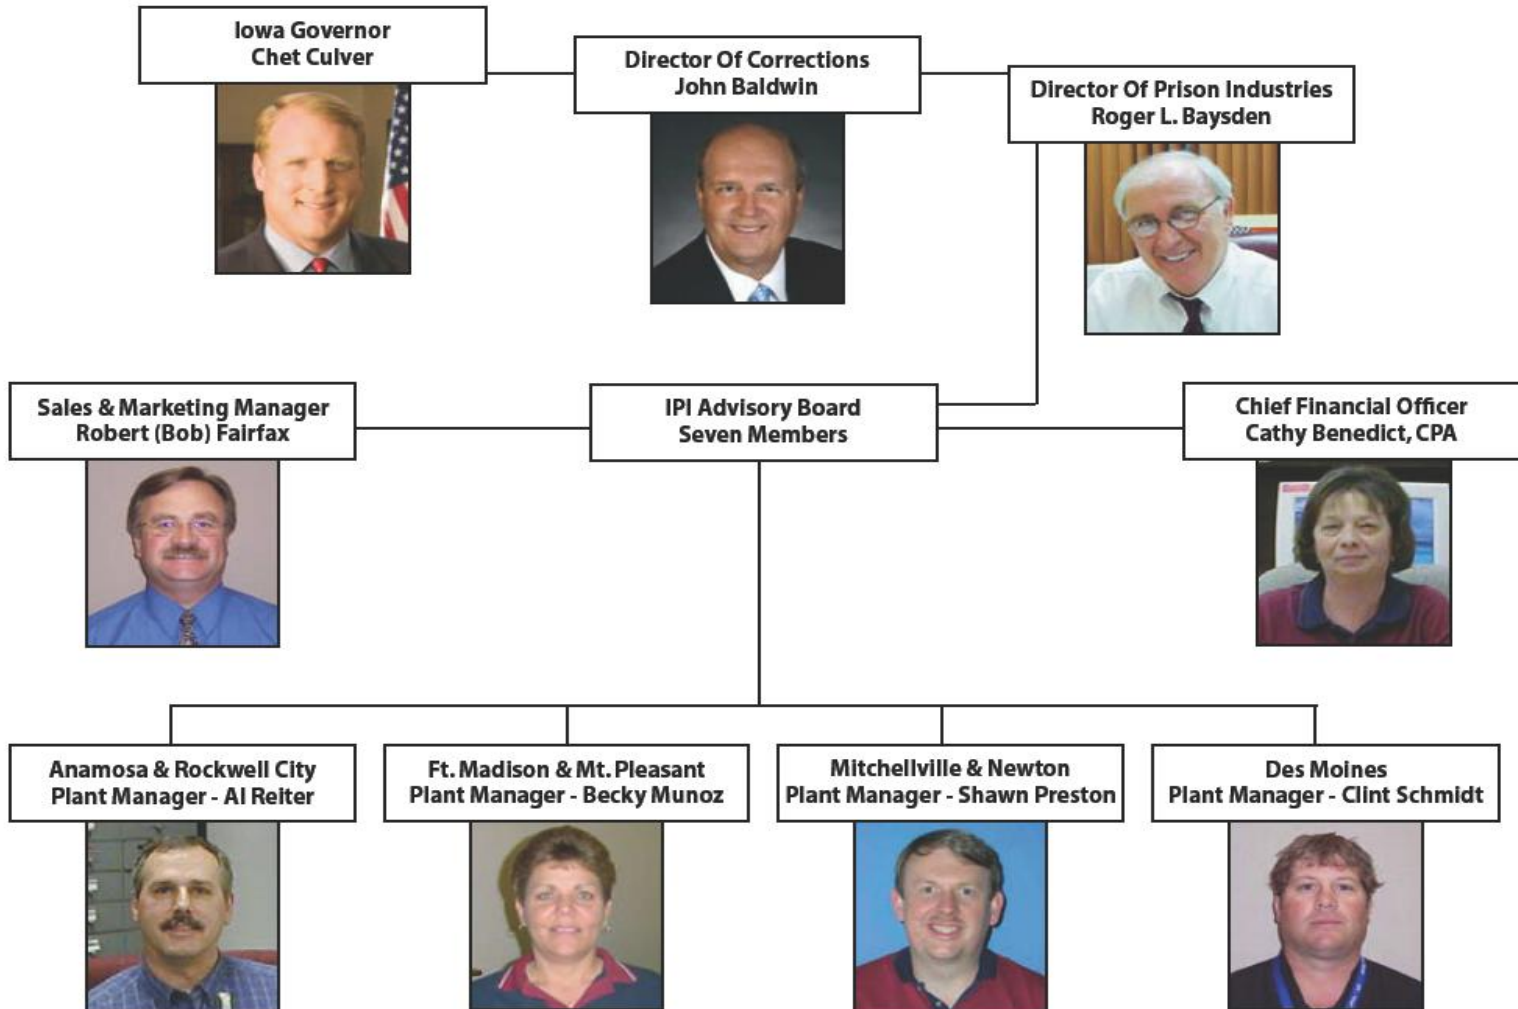 Iowa Governor
Chet Culver
Director Of Corrections
John Baldwin
Director Of Prison Industries
Roger L. Baysden
Sales & Marketing Manager
Robert (Bob) Fairfax
IPI Advisory Board
Seven Members
Chief Financial Officer
Cathy Benedict, CPA
Anamosa & Rockwell City
Plant Manager - Al Reiter
Ft. Madison & Mt. Pleasant
Plant Manager - Becky Munoz
Mitchellville & Newton
Plant Manager - Shawn Preston
Des Moines
Plant Manager - Clint Schmidt